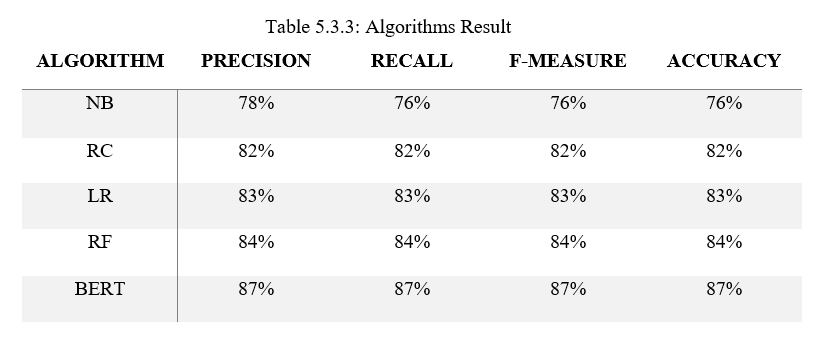 Table 5.3.3: Algorithms Result
ALGORITHM PRECISION RECALL F-MEASURE ACCURACY
NB 78% 76% 76% 76%
RC 82% 82% 82% 82%
LR 83% 83% 83% 83%
RF 84% 84% 84% 84%
BERT 87% 87% 87% 87%